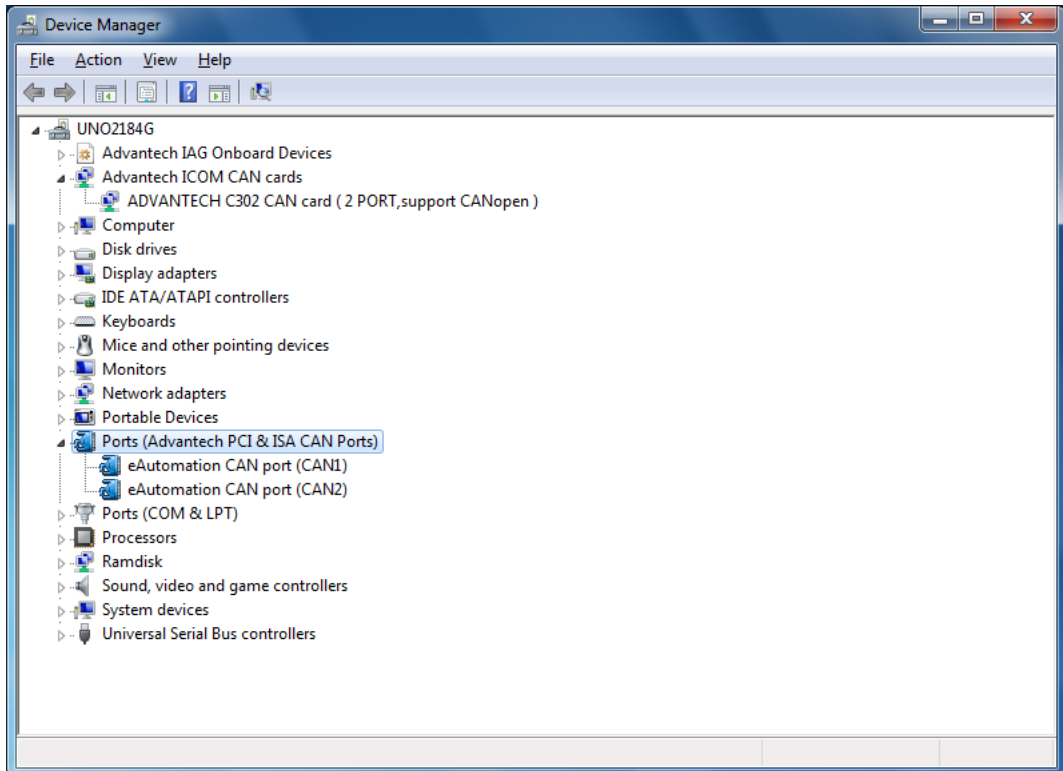 Device Manager
File Action View Help
UNO2184G
Advantech IAG Onboard Devices
Advantech ICOM CAN cards
ADVANTECH C302 CAN card ( 2 PORT,support CANopen )
Computer
Disk drives
Display adapters
IDE ATA/ATAPI controllers
Keyboards
Mice and other pointing devices
Monitors
Network adapters
Portable Devices
Ports (Advantech PCI & ISA CAN Ports)
eAutomation CAN port (CAN1)
eAutomation CAN port (CAN2)
Ports (COM & LPT)
Processors
Ramdisk
Sound, video and game controllers
System devices
Universal Serial Bus controllers